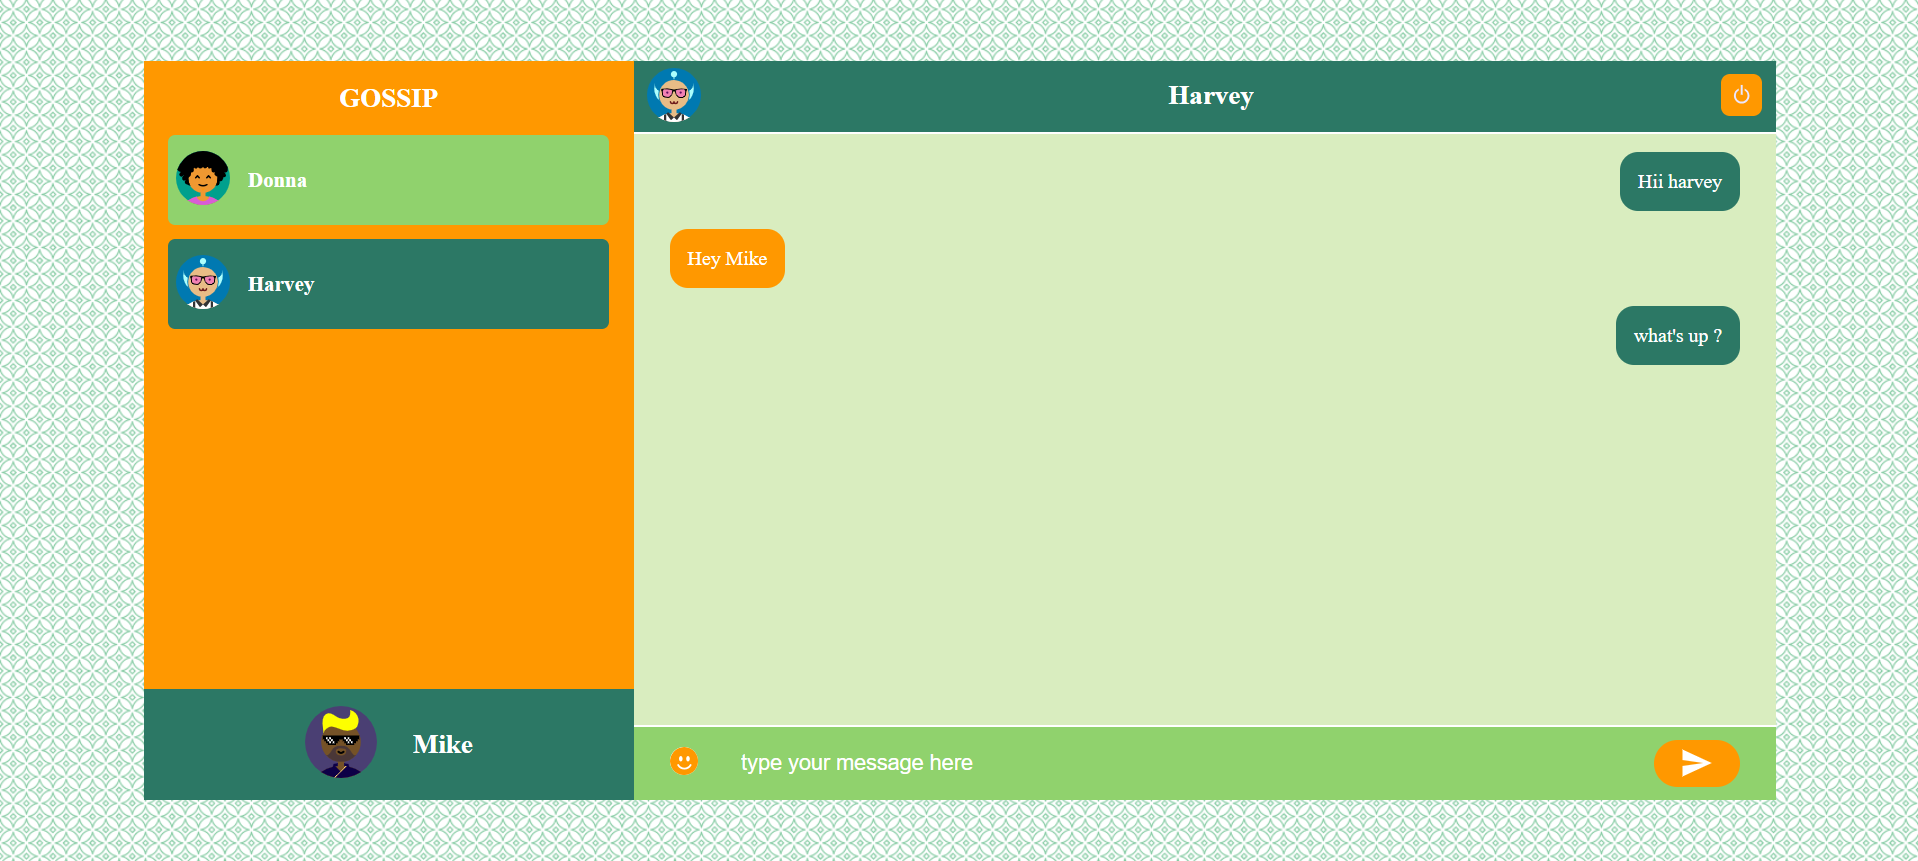 GOSSIP
Donna
Harvey
Mike
Harvey
Hii harvey
Hey Mike
what's up ?
type your message here